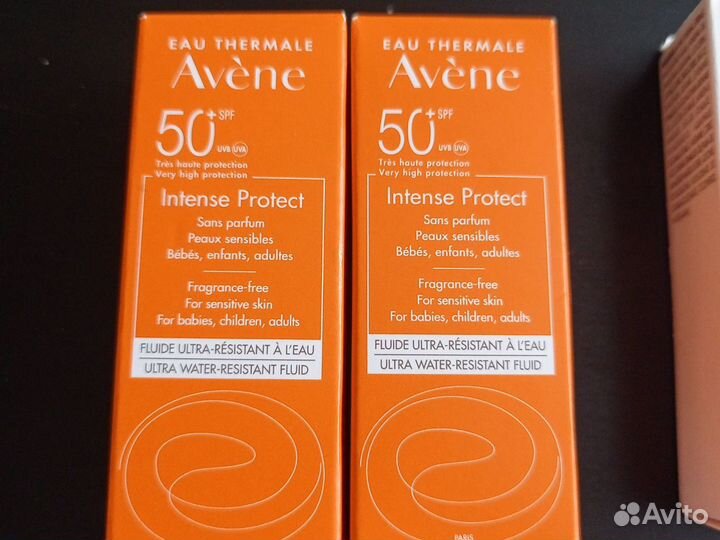 EAU THERMALE
Avène
50+ SPF
UVB UVA
Très haute protection
Very high protection
Intense Protect
Sans parfum
Peaux sensibles
Bébés, enfants, adultes
Fragrance-free
For sensitive skin
For babies, children, adults
FLUIDE ULTRA-RÉSISTANT À L'EAU
ULTRA WATER-RESISTANT FLUID
EAU THERMALE
Avène
50+ SPF
UVB UVA
Très haute protection
Very high protection
Intense Protect
Sans parfum
Peaux sensibles
Bébés, enfants, adultes
Fragrance-free
For sensitive skin
For babies, children, adults
FLUIDE ULTRA-RÉSISTANT À L'EAU
ULTRA WATER-RESISTANT FLUID
PARIS
Avito